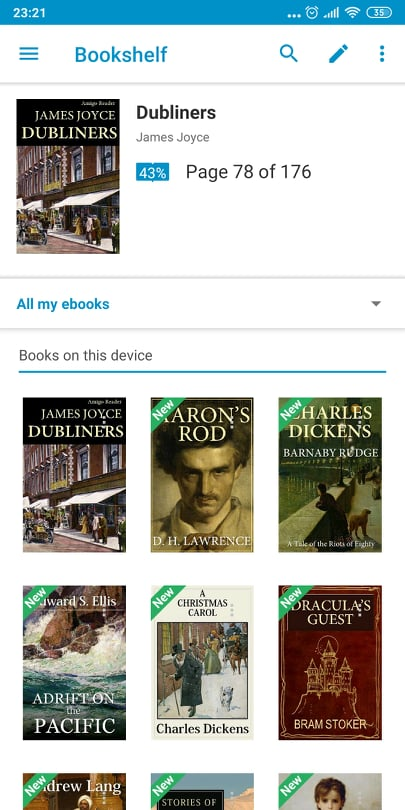 23:21
35
Bookshelf
Amigo Reader
JAMES JOYCE
DUBLINERS
Dubliners
James Joyce
43%
Page 78 of 176
All my ebooks
Books on this device
Amigo Reader
JAMES JOYCE
DUBLINERS
New
AARON'S
ROD
D. H. LAWRENCE
New
CHARLES
DICKENS
BARNABY RUDGE
A Tale of the Riots of Eighty
New
Edward S. Ellis
ADRIFT ON
the
PACIFIC
New
A
CHRISTMAS
CAROL
Charles Dickens
New
DRACULA'S
GUEST
BRAM STOKER
New
Andrew Lang
New
STORIES OF
New